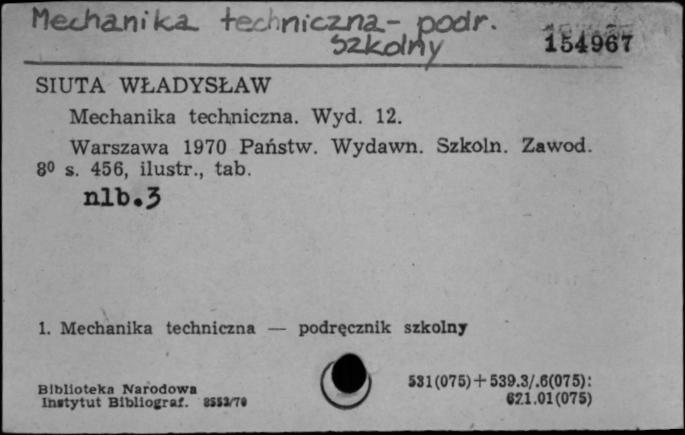 Mechanika techniczna - podr. szkolny
154967
SIUTA WŁADYSŁAW
Mechanika techniczna. Wyd. 12.
Warszawa 1970 Państw. Wydawn. Szkoln. Zawod.
8⁰ s. 456, ilustr., tab.
nlb.3
1. Mechanika techniczna — podręcznik szkolny
531(075)+539.3/.6(075):
621.01(075)
Biblioteka Narodowa
Instytut Bibliograf. 8553/70